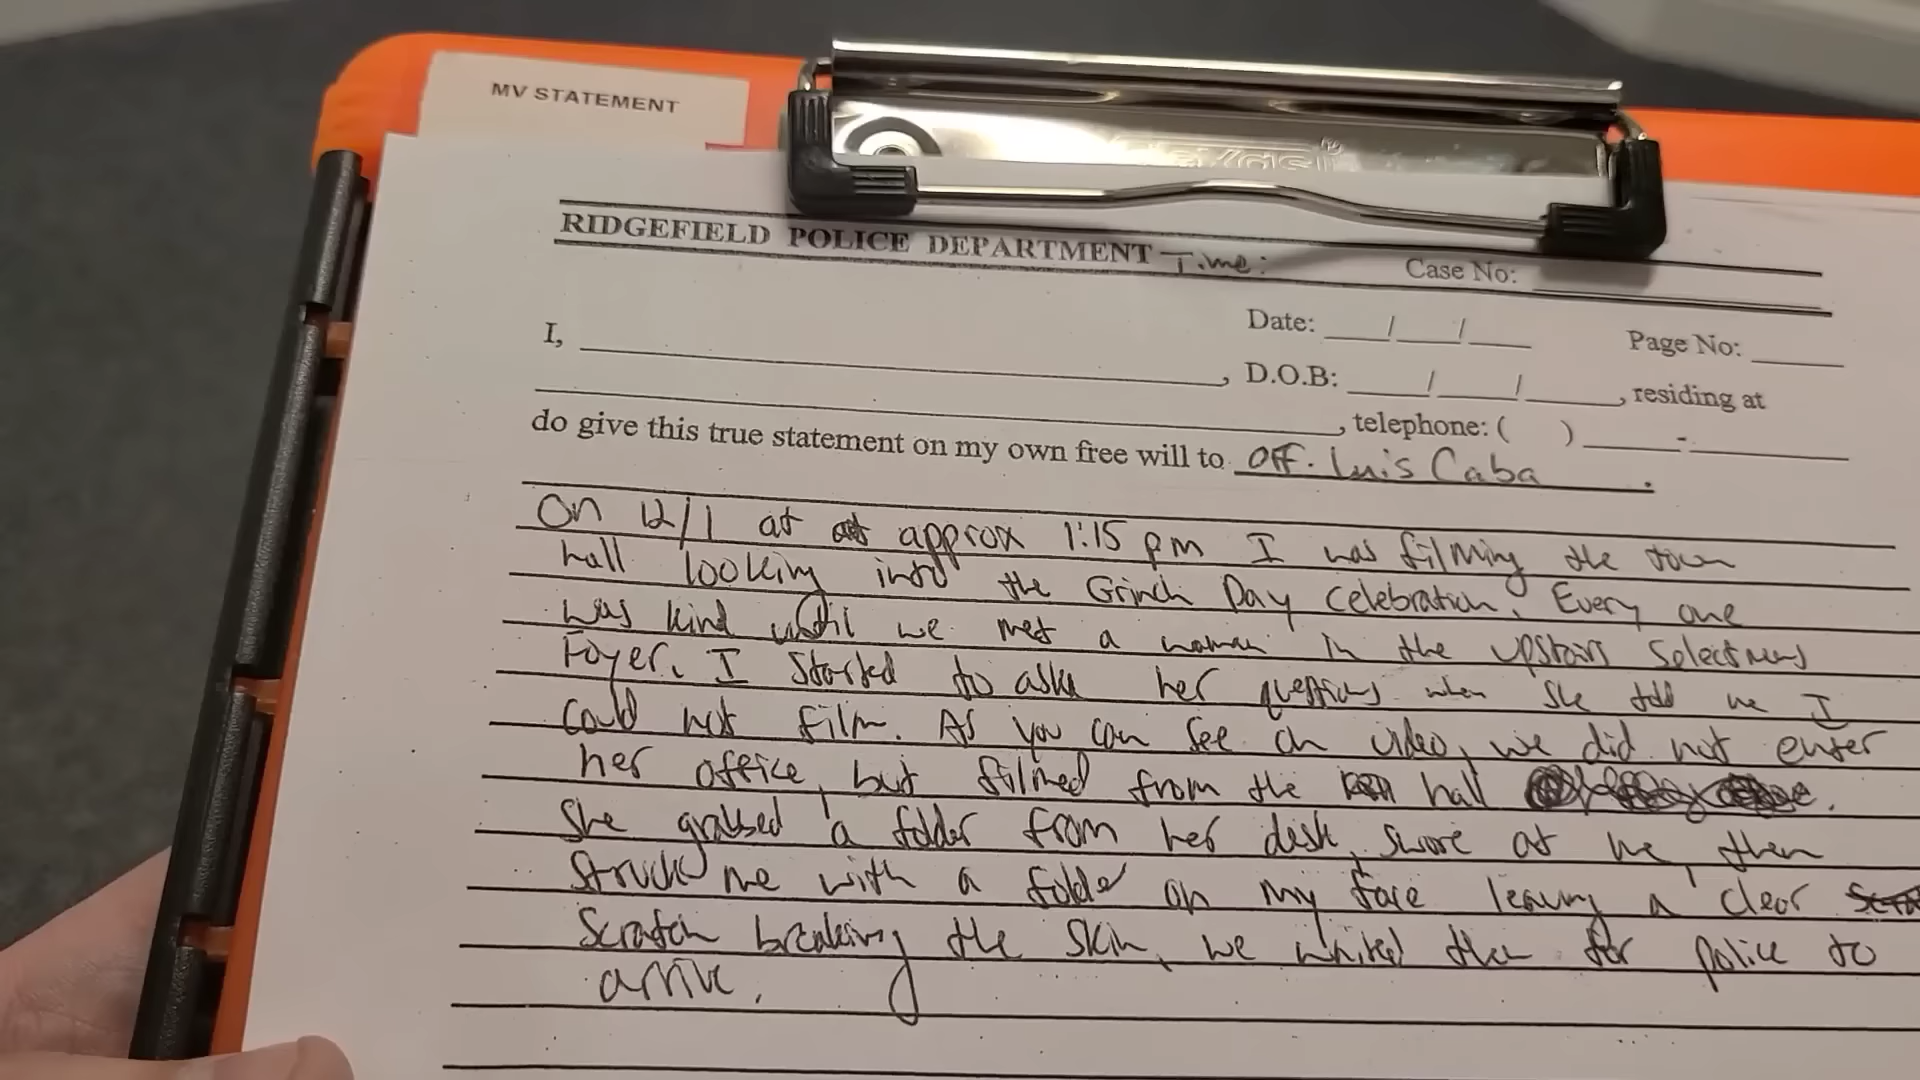 MV STATEMENT
RIDGEFIELD POLICE DEPARTMENT Time: Case No:
Date: / / Page No:
I, , D.O.B: / / , residing at
, telephone: ( ) -
do give this true statement on my own free will to Off. Luis Caba .
On 12/1 at approx 1:15 pm I was filming the town
hall looking into the Grinch Day celebration. Every one
was kind until we met a woman in the upstairs Selectmens
Foyer. I started to ask her questions when she told me I
could not film. As you can see on video, we did not enter
her office, but filmed from the hall
She grabbed a folder from her desk, swore at me, then
struck me with a folder on my face leaving a clear
scratch breaking the skin, we waited then for police to
arrive.